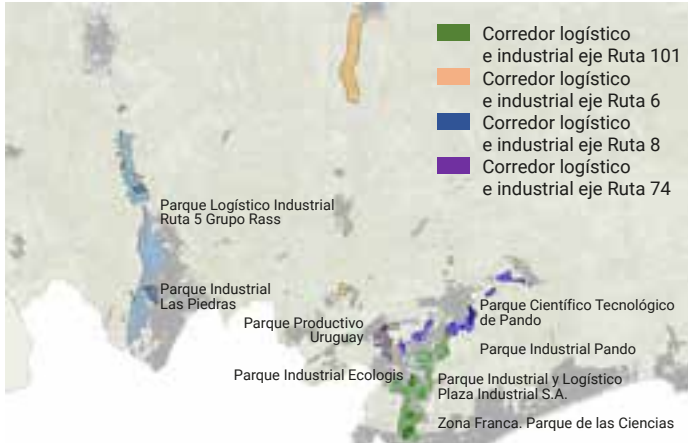 Corredor logístico
e industrial eje Ruta 101
Corredor logístico
e industrial eje Ruta 6
Corredor logístico
e industrial eje Ruta 8
Corredor logístico
e industrial eje Ruta 74
Parque Logístico Industrial
Ruta 5 Grupo Rass
Parque Industrial
Las Piedras
Parque Productivo
Uruguay
Parque Científico Tecnológico
de Pando
Parque Industrial Pando
Parque Industrial Ecologis
Parque Industrial y Logístico
Plaza Industrial S.A.
Zona Franca. Parque de las Ciencias